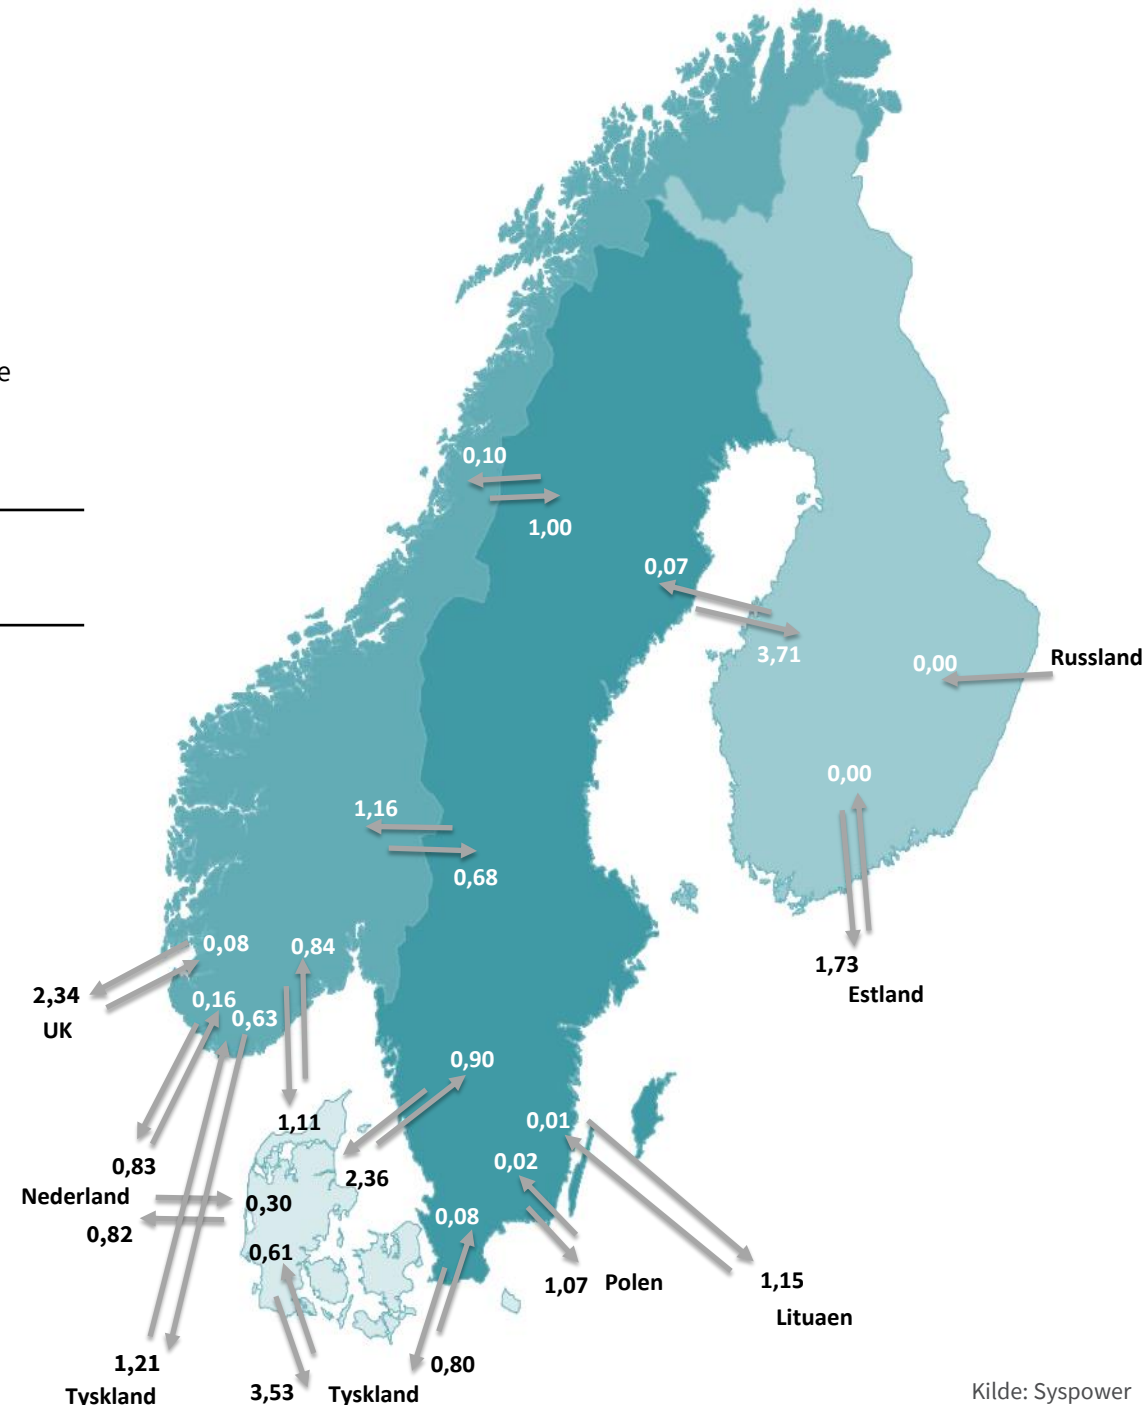 e
0,10
1,00
0,07
3,71
0,00
Russland
0,00
1,16
0,68
0,08
0,84
1,73
Estland
2,34
UK
0,16
0,63
0,90
1,11
0,01
0,83
0,02
2,36
Nederland
0,30
0,82
0,08
0,61
1,07
Polen
1,15
Lituaen
1,21
Tyskland
3,53
Tyskland
0,80
Kilde: Syspower